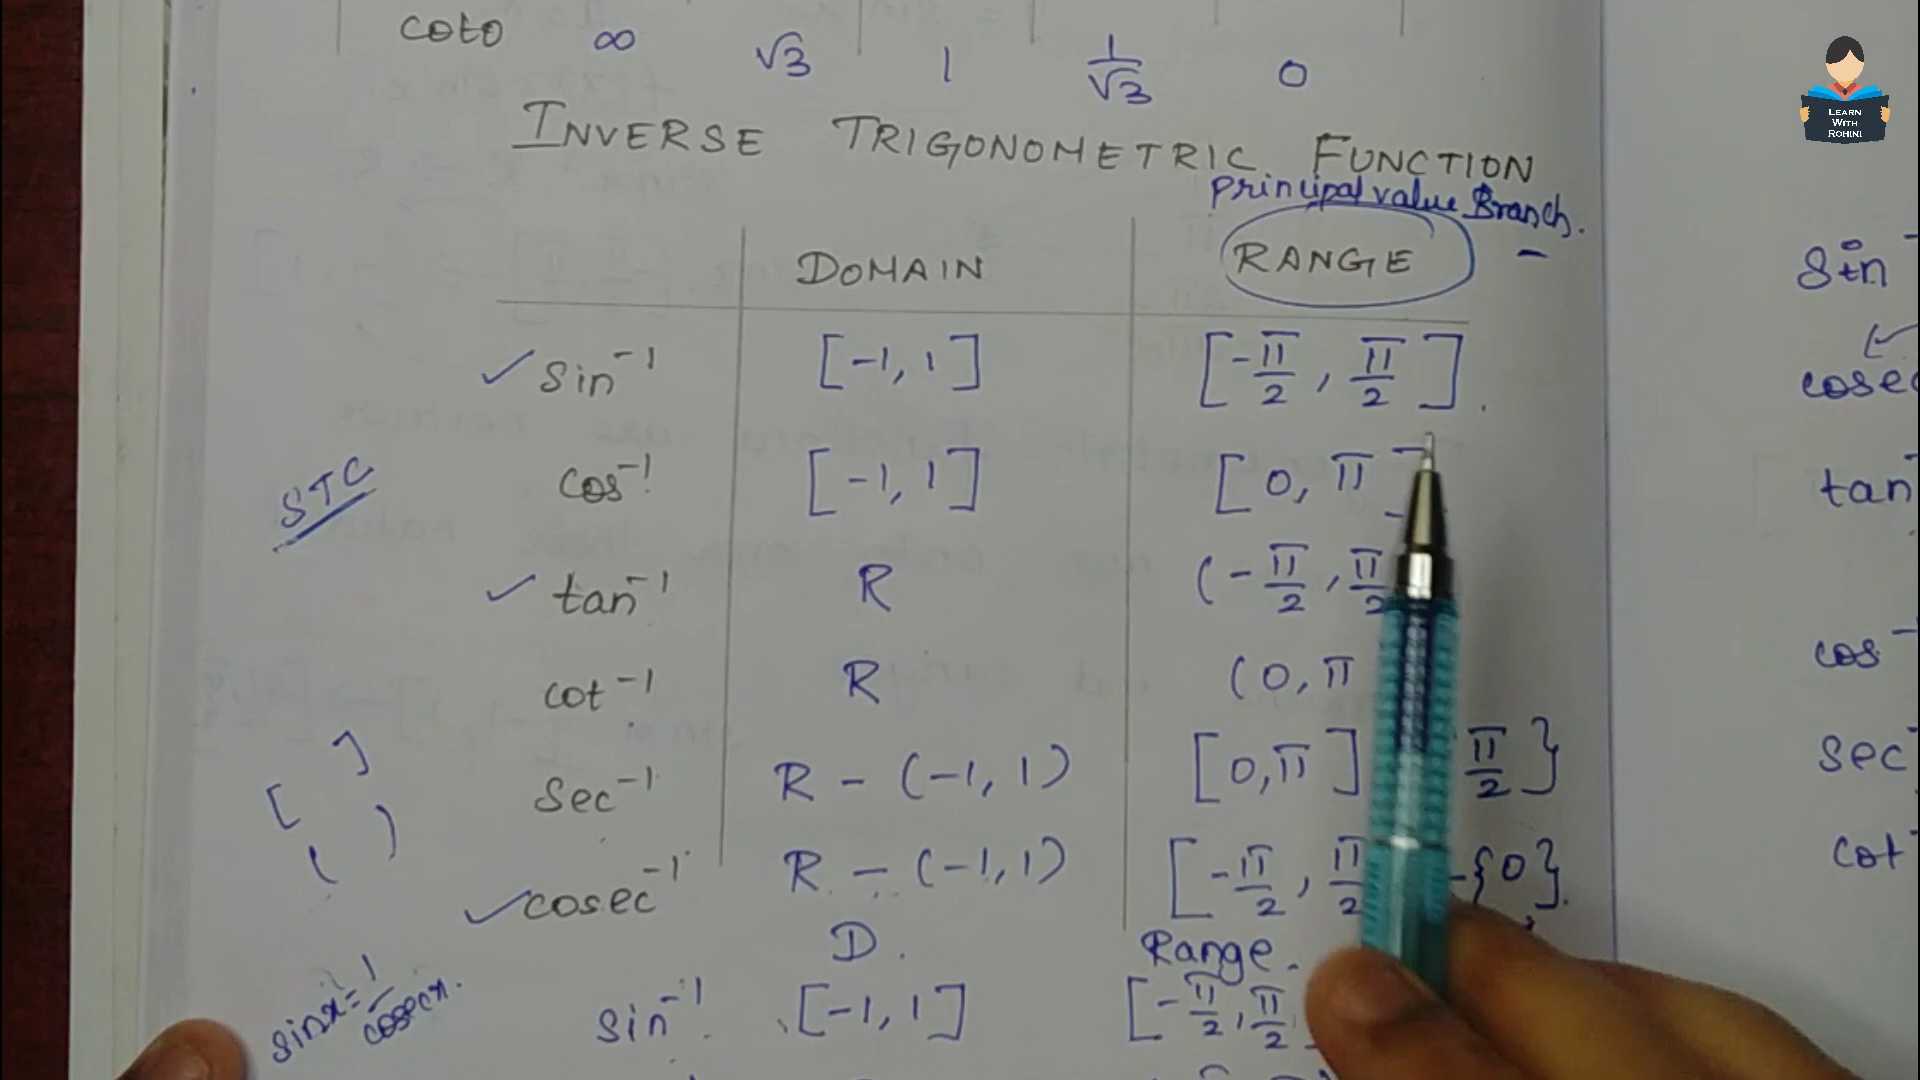 coto ∞ √3 1 1/√3 0
INVERSE TRIGONOMETRIC FUNCTION
Principal value Branch.
DOMAIN RANGE
✓ sin⁻¹ [-1, 1] [-π/2, π/2].
cos⁻¹ [-1, 1] [0, π]
STC
✓ tan⁻¹ R (-π/2, π/2
cot⁻¹ R (0, π
[ ]
( )
sec⁻¹ R - (-1, 1) [0, π] π/2}
✓ cosec⁻¹ R - (-1, 1) [-π/2, π/2 -{0}.
D. Range.
sinx = 1/cosecx.
sin⁻¹ [-1, 1] [-π/2, π/2
sin
cosec
tan
cos
sec
cot
LEARN
WITH
ROHINI